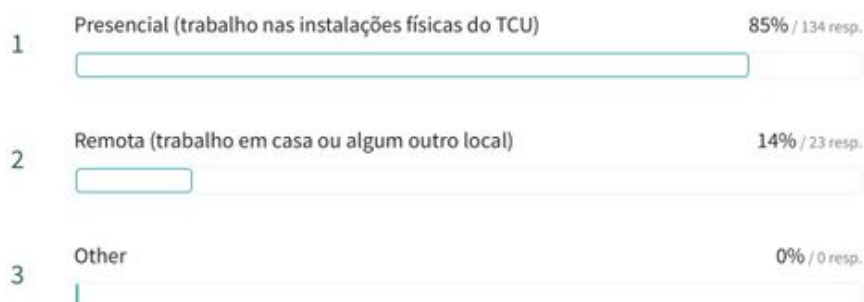 Presencial (trabalho nas instalações físicas do TCU) 85% / 134 resp.
1
Remota (trabalho em casa ou algum outro local) 14% / 23 resp.
2
Other 0% / 0 resp.
3